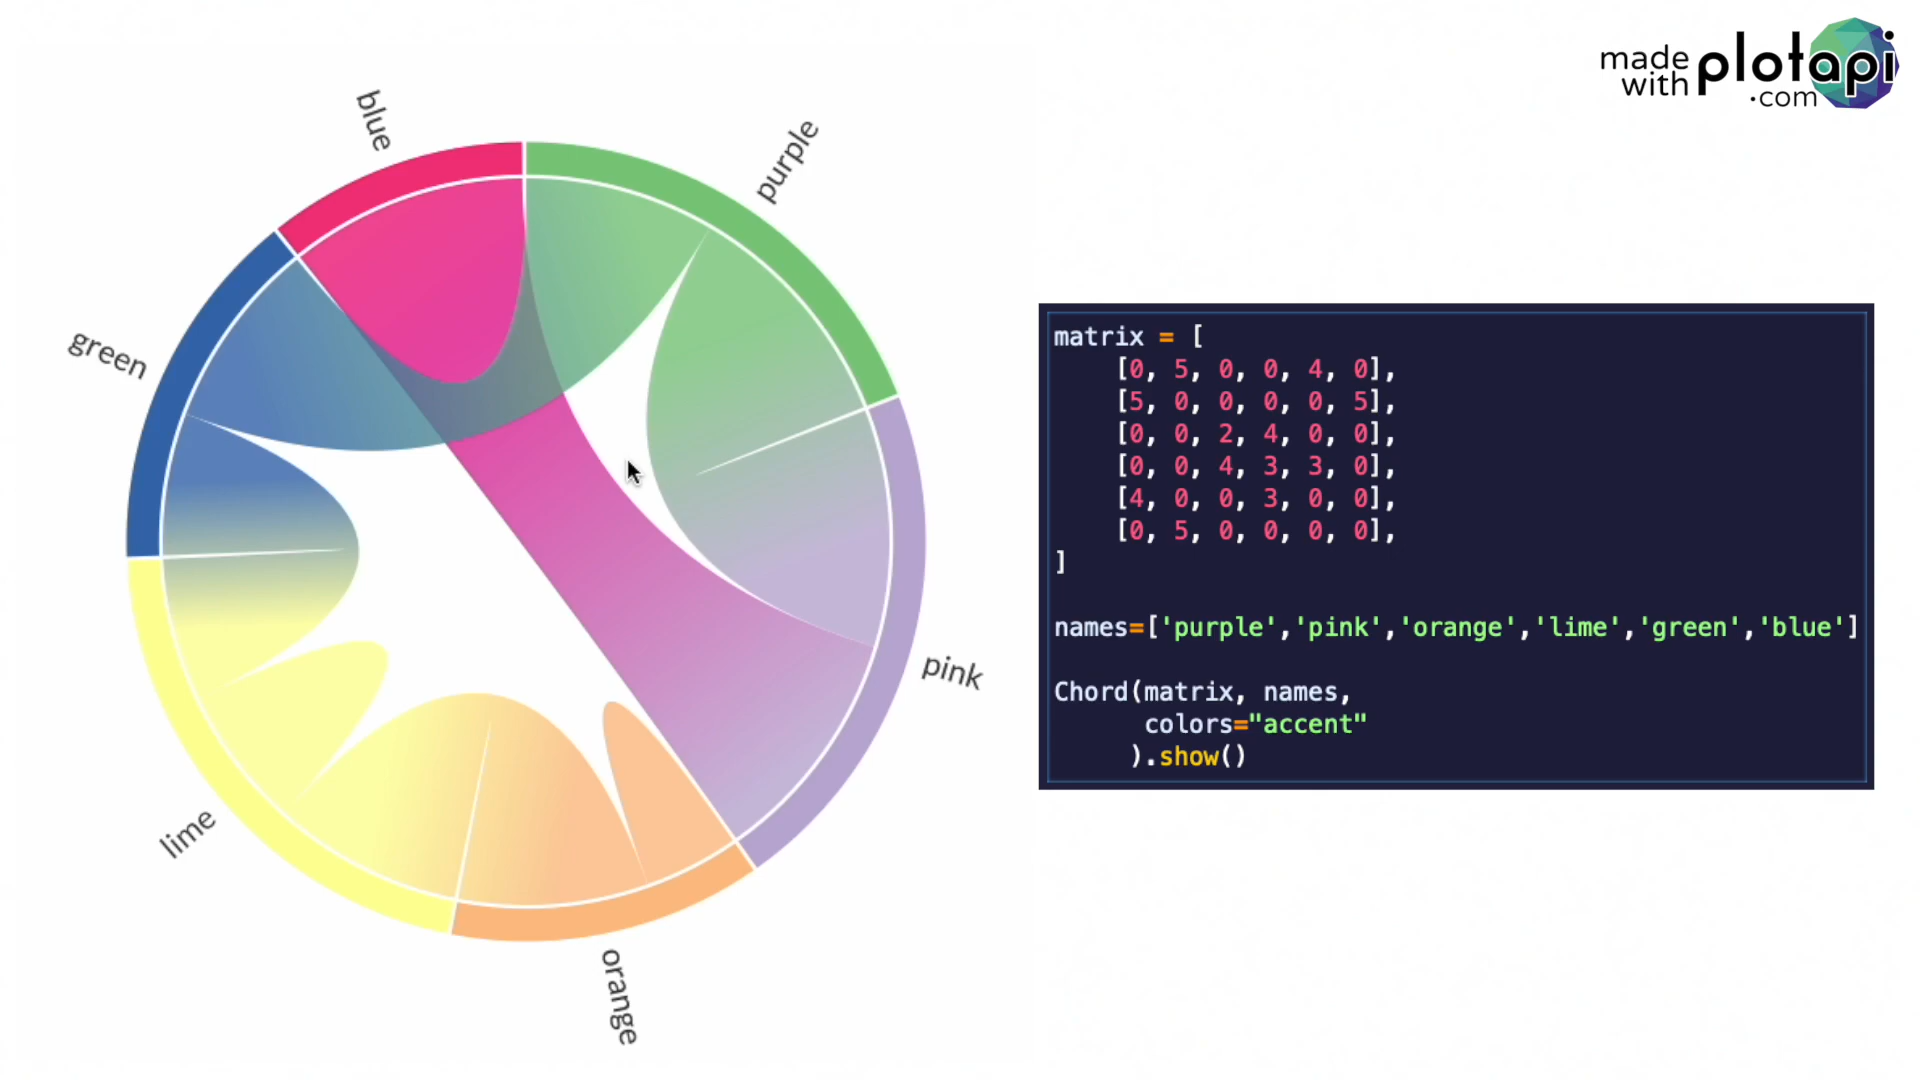 made
with
plotapi
.com
blue
purple
green
pink
lime
orange
matrix = [
[0, 5, 0, 0, 4, 0],
[5, 0, 0, 0, 0, 5],
[0, 0, 2, 4, 0, 0],
[0, 0, 4, 3, 3, 0],
[4, 0, 0, 3, 0, 0],
[0, 5, 0, 0, 0, 0],
]
names=['purple','pink','orange','lime','green','blue']
Chord(matrix, names,
colors="accent"
).show()